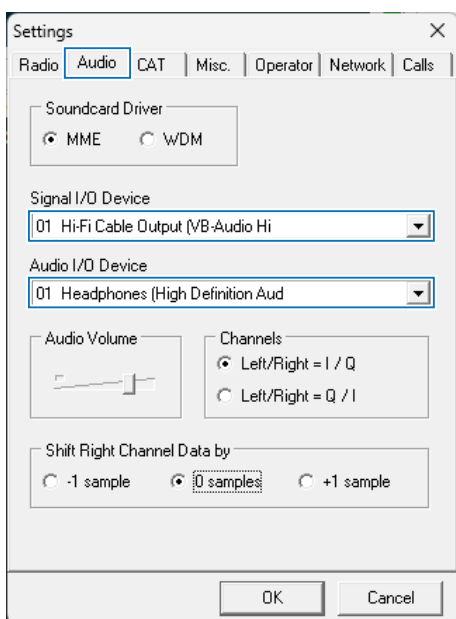 Settings
Radio Audio CAT Misc. Operator Network Calls
Soundcard Driver
MME WDM
Signal I/O Device
01 Hi-Fi Cable Output (VB-Audio Hi
Audio I/O Device
01 Headphones (High Definition Aud
Audio Volume Channels
Left/Right = I / Q
Left/Right = Q / I
Shift Right Channel Data by
-1 sample 0 samples +1 sample
OK Cancel